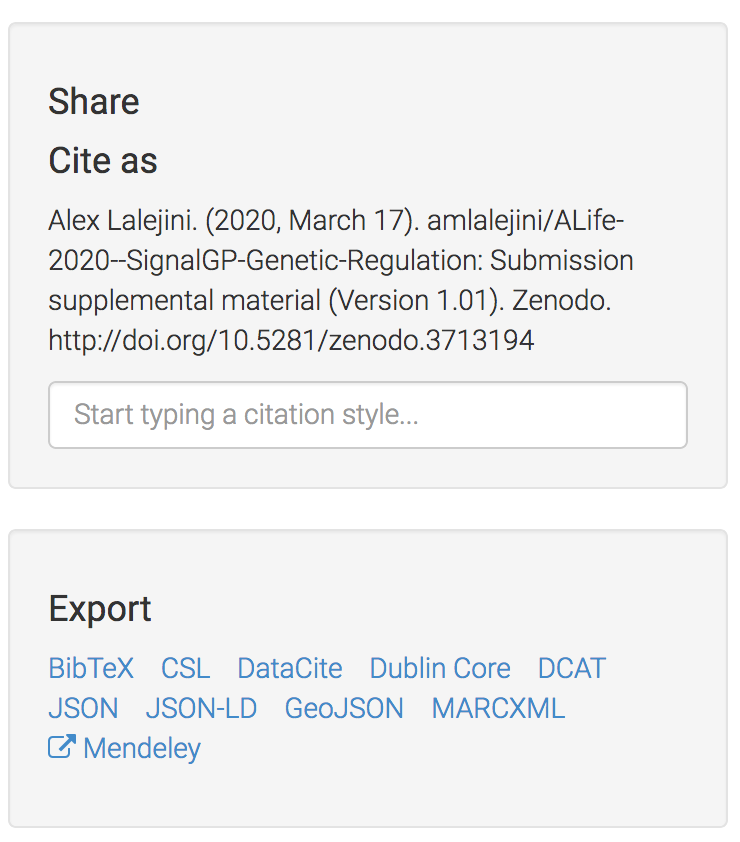 Share
Cite as
Alex Lalejini. (2020, March 17). amlalejini/ALife-
2020--SignalGP-Genetic-Regulation: Submission
supplemental material (Version 1.01). Zenodo.
http://doi.org/10.5281/zenodo.3713194
Start typing a citation style...
Export
BibTeX CSL DataCite Dublin Core DCAT
JSON JSON-LD GeoJSON MARCXML
Mendeley